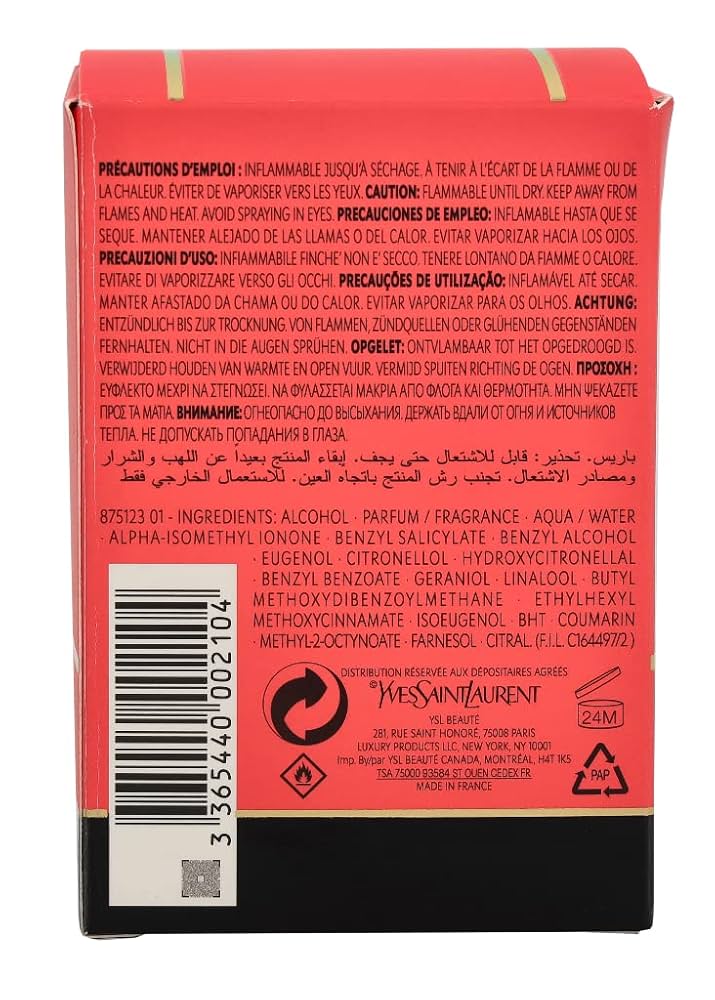 PRÉCAUTIONS D'EMPLOI : INFLAMMABLE JUSQU'À SÉCHAGE. À TENIR À L'ÉCART DE LA FLAMME OU DE
LA CHALEUR. ÉVITER DE VAPORISER VERS LES YEUX. CAUTION: FLAMMABLE UNTIL DRY. KEEP AWAY FROM
FLAMES AND HEAT. AVOID SPRAYING IN EYES. PRECAUCIONES DE EMPLEO: INFLAMABLE HASTA QUE SE
SEQUE. MANTENER ALEJADO DE LAS LLAMAS O DEL CALOR. EVITAR VAPORIZAR HACIA LOS OJOS.
PRECAUZIONI D'USO: INFIAMMABILE FINCHE' NON E' SECCO. TENERE LONTANO DA FIAMME O CALORE.
EVITARE DI VAPORIZZARE VERSO GLI OCCHI. PRECAUÇÕES DE UTILIZAÇÃO: INFLAMÁVEL ATÉ SECAR.
MANTER AFASTADO DA CHAMA OU DO CALOR. EVITAR VAPORIZAR PARA OS OLHOS. ACHTUNG:
ENTZÜNDLICH BIS ZUR TROCKNUNG. VON FLAMMEN, ZÜNDQUELLEN ODER GLÜHENDEN GEGENSTÄNDEN
FERNHALTEN. NICHT IN DIE AUGEN SPRÜHEN. OPGELET: ONTVLAMBAAR TOT HET OPGEDROOGD IS.
VERWIJDERD HOUDEN VAN WARMTE EN OPEN VUUR. VERMIJD SPUITEN RICHTING DE OGEN. ΠΡΟΣΟΧΗ :
ΕΥΦΛΕΚΤΟ ΜΕΧΡΙ ΝΑ ΣΤΕΓΝΩΣΕΙ. ΝΑ ΦΥΛΑΣΣΕΤΑΙ ΜΑΚΡΙΑ ΑΠΟ ΦΛΟΓΑ ΚΑΙ ΘΕΡΜΟΤΗΤΑ. ΜΗΝ ΨΕΚΑΖΕΤΕ
ΠΡΟΣ ΤΑ ΜΑΤΙΑ. ВНИМАНИЕ: ОГНЕОПАСНО ДО ВЫСЫХАНИЯ. ДЕРЖАТЬ ВДАЛИ ОТ ОГНЯ И ИСТОЧНИКОВ
ТЕПЛА. НЕ ДОПУСКАТЬ ПОПАДАНИЯ В ГЛАЗА.
باريس. تحذير: قابل للاشتعال حتى يجف. إبقاء المنتج بعيداً عن اللهب والشرار
ومصادر الاشتعال. تجنب رش المنتج باتجاه العين. للاستعمال الخارجي فقط
875123 01 - INGREDIENTS: ALCOHOL · PARFUM / FRAGRANCE · AQUA / WATER
· ALPHA-ISOMETHYL IONONE · BENZYL SALICYLATE · BENZYL ALCOHOL
· EUGENOL · CITRONELLOL · HYDROXYCITRONELLAL
· BENZYL BENZOATE · GERANIOL · LINALOOL · BUTYL
METHOXYDIBENZOYLMETHANE · ETHYLHEXYL
METHOXYCINNAMATE · ISOEUGENOL · BHT · COUMARIN
· METHYL-2-OCTYNOATE · FARNESOL · CITRAL. (F.I.L. C164497/2 )
DISTRIBUTION RÉSERVÉE AUX DÉPOSITAIRES AGRÉÉS
©YVESSAINTLAURENT
YSL BEAUTÉ
281, RUE SAINT HONORÉ, 75008 PARIS
LUXURY PRODUCTS LLC, NEW YORK, NY 10001
Imp. By/par YSL BEAUTÉ CANADA, MONTRÉAL, H4T 1K5
TSA 75000 93584 ST OUEN CEDEX FR
MADE IN FRANCE
24M
PAP
3 365440 002104